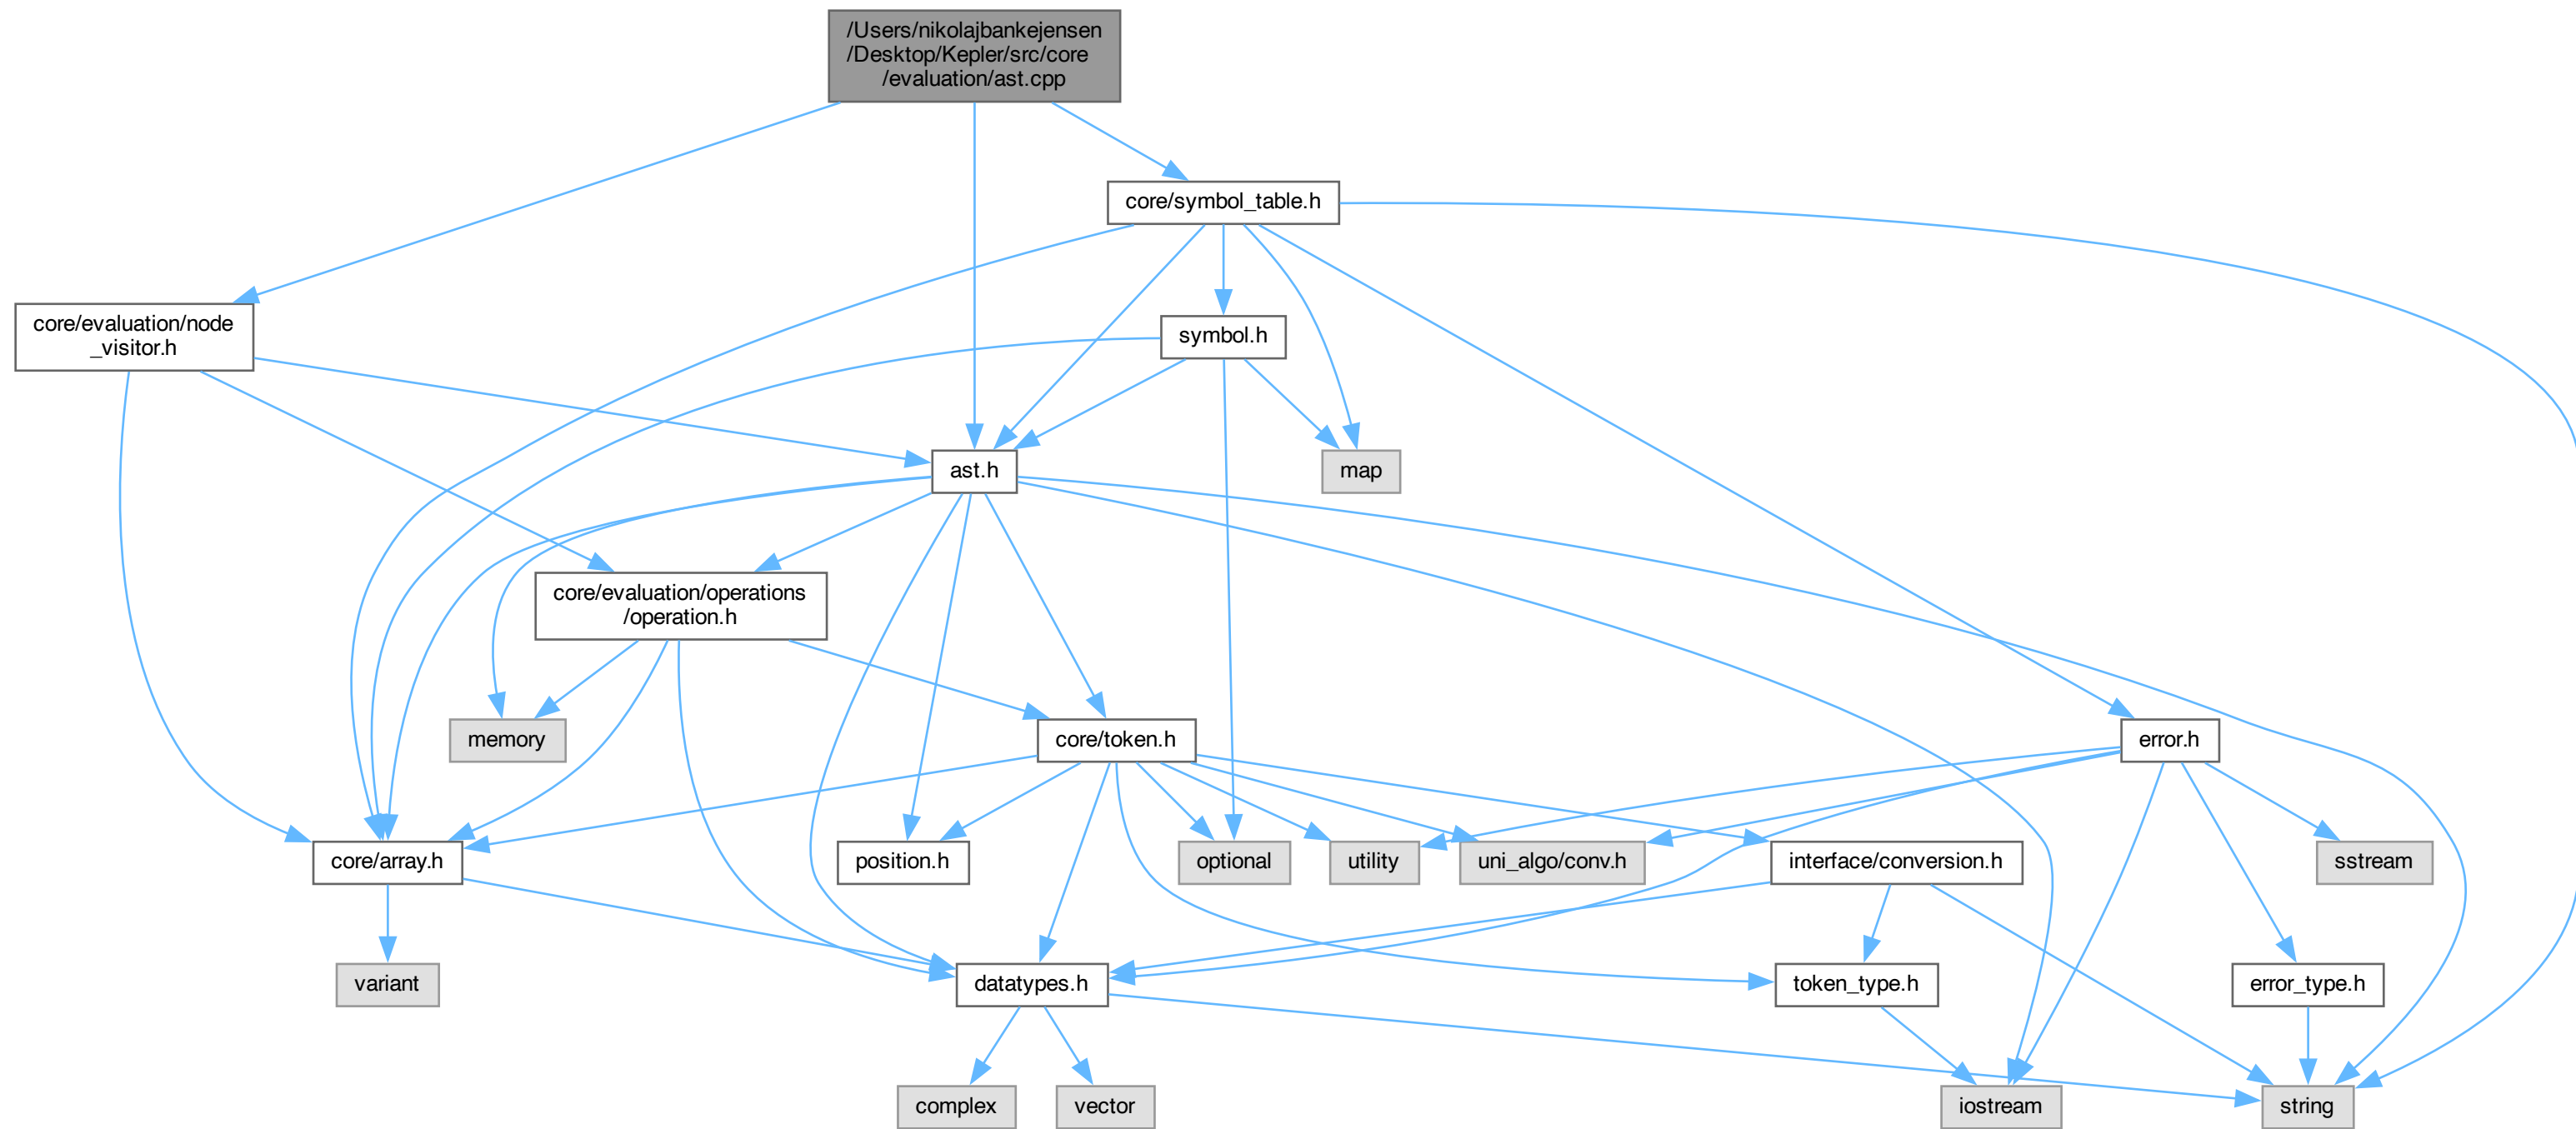 /Users/nikolajbankejensen
/Desktop/Kepler/src/core
/evaluation/ast.cpp
core/symbol_table.h
core/evaluation/node
_visitor.h
symbol.h
ast.h
map
core/evaluation/operations
/operation.h
memory
core/token.h
error.h
core/array.h
position.h
optional
utility
uni_algo/conv.h
interface/conversion.h
sstream
variant
datatypes.h
token_type.h
error_type.h
complex
vector
iostream
string